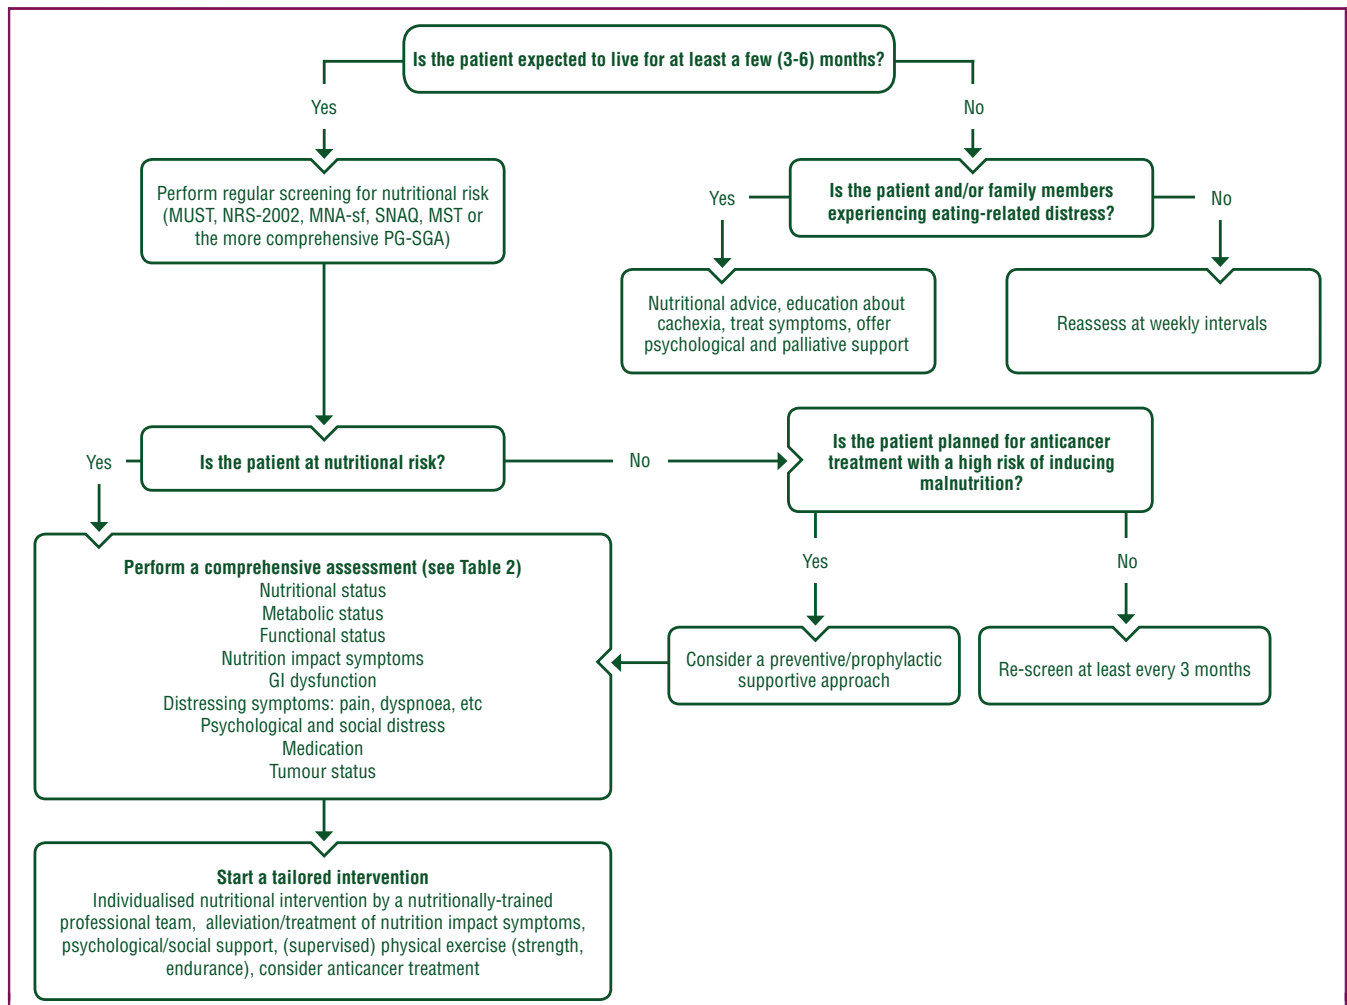 Is the patient expected to live for at least a few (3-6) months?
Yes
No
Perform regular screening for nutritional risk
(MUST, NRS-2002, MNA-sf, SNAQ, MST or
the more comprehensive PG-SGA)
Yes
Is the patient and/or family members
experiencing eating-related distress?
No
Nutritional advice, education about
cachexia, treat symptoms, offer
psychological and palliative support
Reassess at weekly intervals
Yes
Is the patient at nutritional risk?
No
Is the patient planned for anticancer
treatment with a high risk of inducing
malnutrition?
Yes
No
Perform a comprehensive assessment (see Table 2)
Nutritional status
Metabolic status
Functional status
Nutrition impact symptoms
GI dysfunction
Distressing symptoms: pain, dyspnoea, etc
Psychological and social distress
Medication
Tumour status
Consider a preventive/prophylactic
supportive approach
Re-screen at least every 3 months
Start a tailored intervention
Individualised nutritional intervention by a nutritionally-trained
professional team, alleviation/treatment of nutrition impact symptoms,
psychological/social support, (supervised) physical exercise (strength,
endurance), consider anticancer treatment